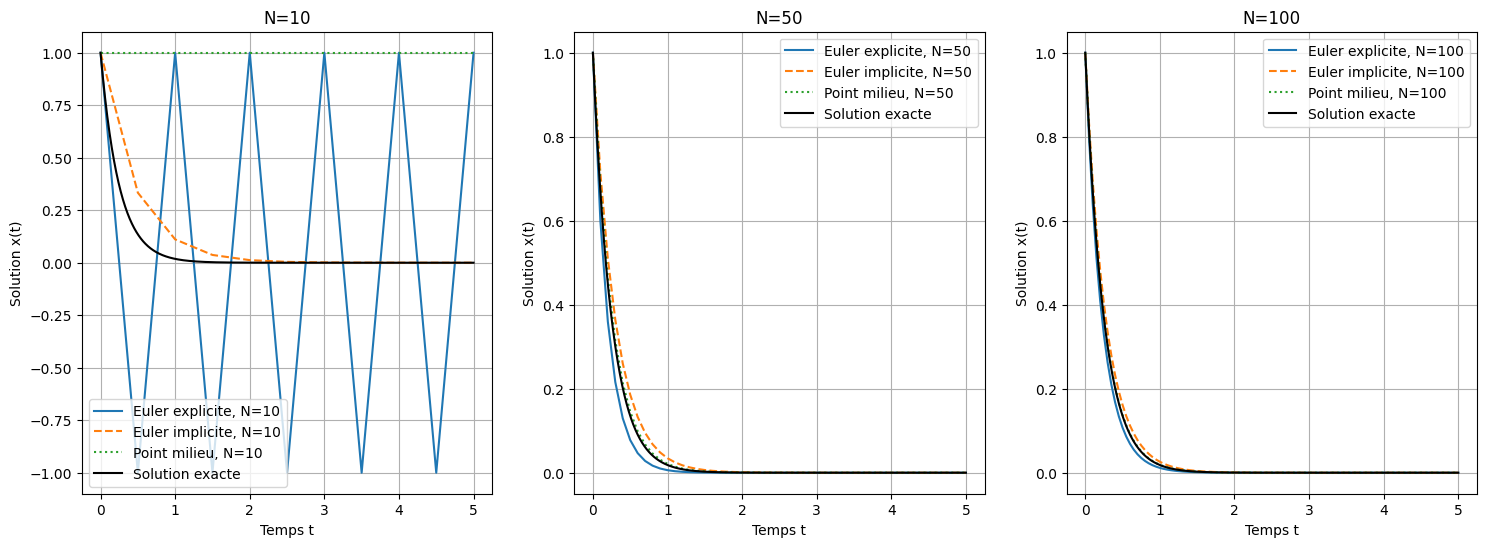 N=10
1.00
0.75
0.50
0.25
0.00
−0.25
−0.50
−0.75
−1.00
Solution x(t)
Euler explicite, N=10
Euler implicite, N=10
Point milieu, N=10
Solution exacte
0 1 2 3 4 5
Temps t
N=50
1.0
0.8
0.6
0.4
0.2
0.0
Solution x(t)
Euler explicite, N=50
Euler implicite, N=50
Point milieu, N=50
Solution exacte
0 1 2 3 4 5
Temps t
N=100
1.0
0.8
0.6
0.4
0.2
0.0
Solution x(t)
Euler explicite, N=100
Euler implicite, N=100
Point milieu, N=100
Solution exacte
0 1 2 3 4 5
Temps t